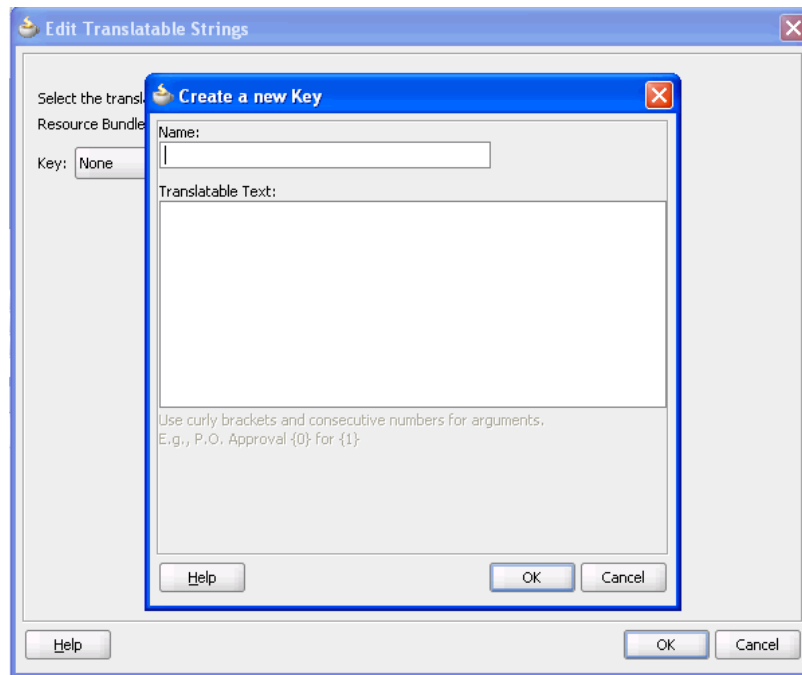 Edit Translatable Strings
Select the transl
Resource Bundle
Key: None
Create a new Key
Name:
Translatable Text:
Use curly brackets and consecutive numbers for arguments.
E.g., P.O. Approval {0} for {1}
Help OK Cancel
Help OK Cancel